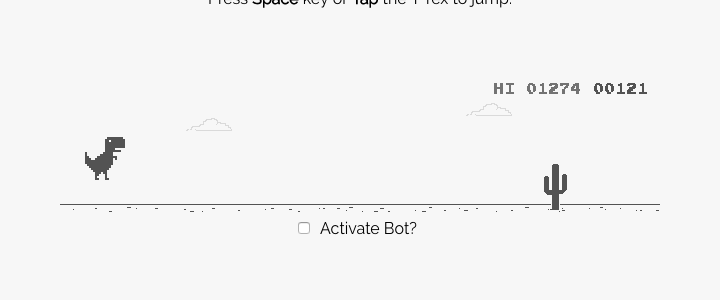 Press Space key or Tap the T-rex to jump.
HI 01274 00121
Activate Bot?